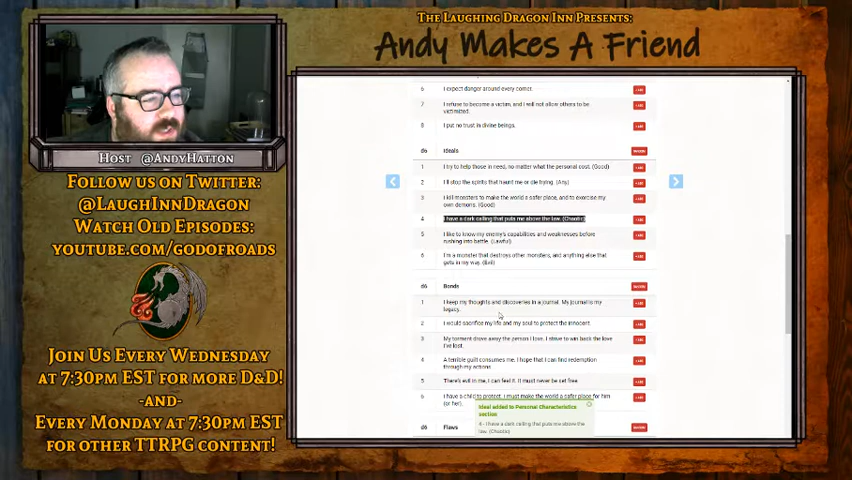 The Laughing Dragon Inn Presents:
Andy Makes A Friend
Host @AndyHatton
Follow us on Twitter:
@LaughInnDragon
Watch Old Episodes:
youtube.com/godofroads
Join Us Every Wednesday
at 7:30pm EST for more D&D!
-and-
Every Monday at 7:30pm EST
for other TTRPG content!
6 I expect danger around every corner.
7 I refuse to become a victim, and I will not allow others to be
victimized.
8 I put no trust in divine beings.
d6 Ideals
1 I try to help those in need, no matter what the personal cost. (Good)
2 I'll stop the spirits that haunt me or die trying. (Any)
3 I kill monsters to make the world a safer place, and to exorcise my
own demons. (Good)
4 I have a dark calling that puts me above the law. (Chaotic)
5 I like to know my enemy's capabilities and weaknesses before
rushing into battle. (Lawful)
6 I'm a monster that destroys other monsters, and anything else that
gets in my way. (Evil)
d6 Bonds
1 I keep my thoughts and discoveries in a journal. My journal is my
legacy.
2 I would sacrifice my life and my soul to protect the innocent.
3 My torment drove away the person I love. I strive to win back the love
I've lost.
4 A terrible guilt consumes me. I hope that I can find redemption
through my actions.
5 There's evil in me, I can feel it. It must never be set free.
6 I have a child to protect. I must make the world a safer place for him
(or her).
Ideal added to Personal Characteristics
section
4 - I have a dark calling that puts me above the
law. (Chaotic)
d6 Flaws